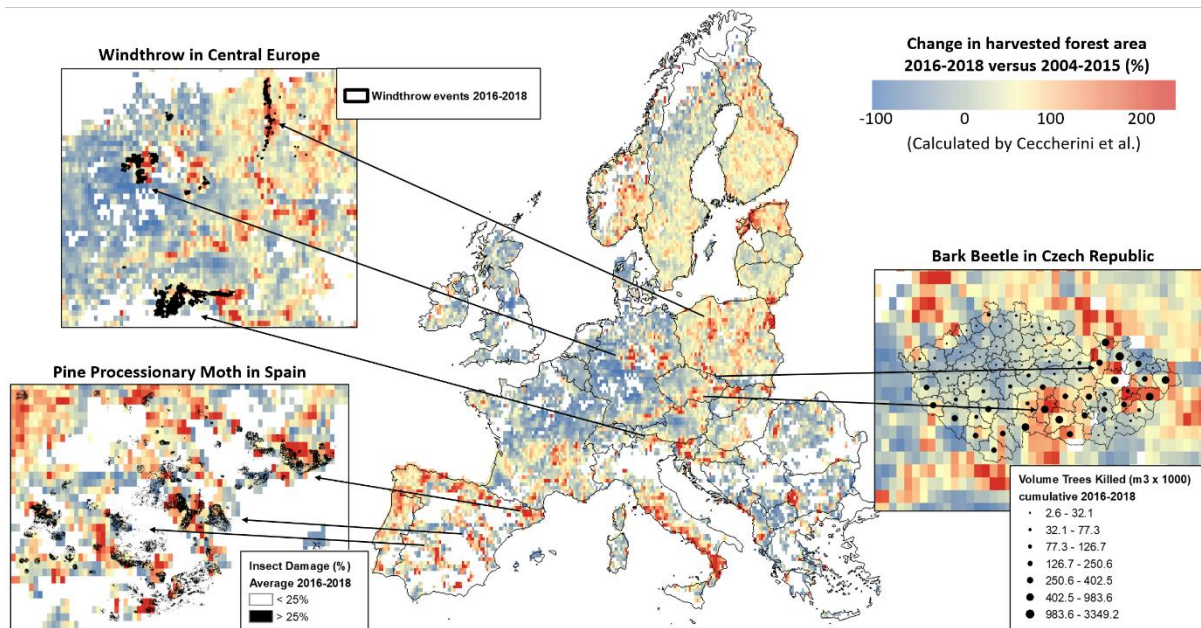 Windthrow in Central Europe
Windthrow events 2016-2018
Change in harvested forest area
2016-2018 versus 2004-2015 (%)
-100 0 100 200
(Calculated by Ceccherini et al.)
Bark Beetle in Czech Republic
Volume Trees Killed (m3 x 1000)
cumulative 2016-2018
2.6 - 32.1
32.1 - 77.3
77.3 - 126.7
126.7 - 250.6
250.6 - 402.5
402.5 - 983.6
983.6 - 3349.2
Pine Processionary Moth in Spain
Insect Damage (%)
Average 2016-2018
< 25%
> 25%